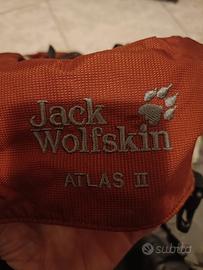 Jack
Wolfskin
ATLAS II
subito